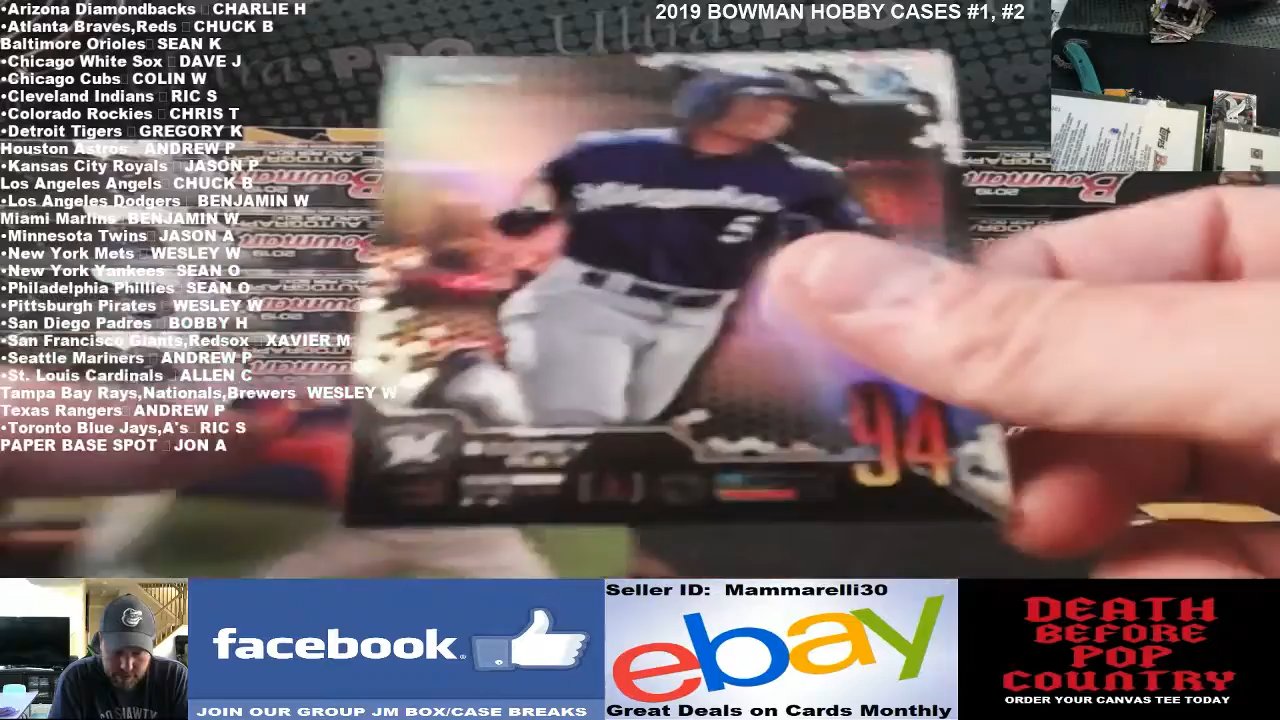 •Arizona Diamondbacks CHARLIE H
•Atlanta Braves,Reds CHUCK B
Baltimore Orioles SEAN K
•Chicago White Sox DAVE J
•Chicago Cubs COLIN W
•Cleveland Indians RIC S
•Colorado Rockies CHRIS T
•Detroit Tigers GREGORY K
Houston Astros ANDREW P
•Kansas City Royals JASON P
Los Angeles Angels CHUCK B
•Los Angeles Dodgers BENJAMIN W
Miami Marlins BENJAMIN W
•Minnesota Twins JASON A
•New York Mets WESLEY W
•New York Yankees SEAN O
•Philadelphia Phillies SEAN O
•Pittsburgh Pirates WESLEY W
•San Diego Padres BOBBY H
•San Francisco Giants,Redsox XAVIER M
•Seattle Mariners ANDREW P
•St. Louis Cardinals ALLEN C
Tampa Bay Rays,Nationals,Brewers WESLEY W
Texas Rangers ANDREW P
•Toronto Blue Jays,A's RIC S
PAPER BASE SPOT JON A
2019 BOWMAN HOBBY CASES #1, #2
Ultra•PRO
5
94
Bowman
Topps
facebook
JOIN OUR GROUP JM BOX/CASE BREAKS
Seller ID: Mammarelli30
ebay
Great Deals on Cards Monthly
DEATH
BEFORE
POP
COUNTRY
ORDER YOUR CANVAS TEE TODAY